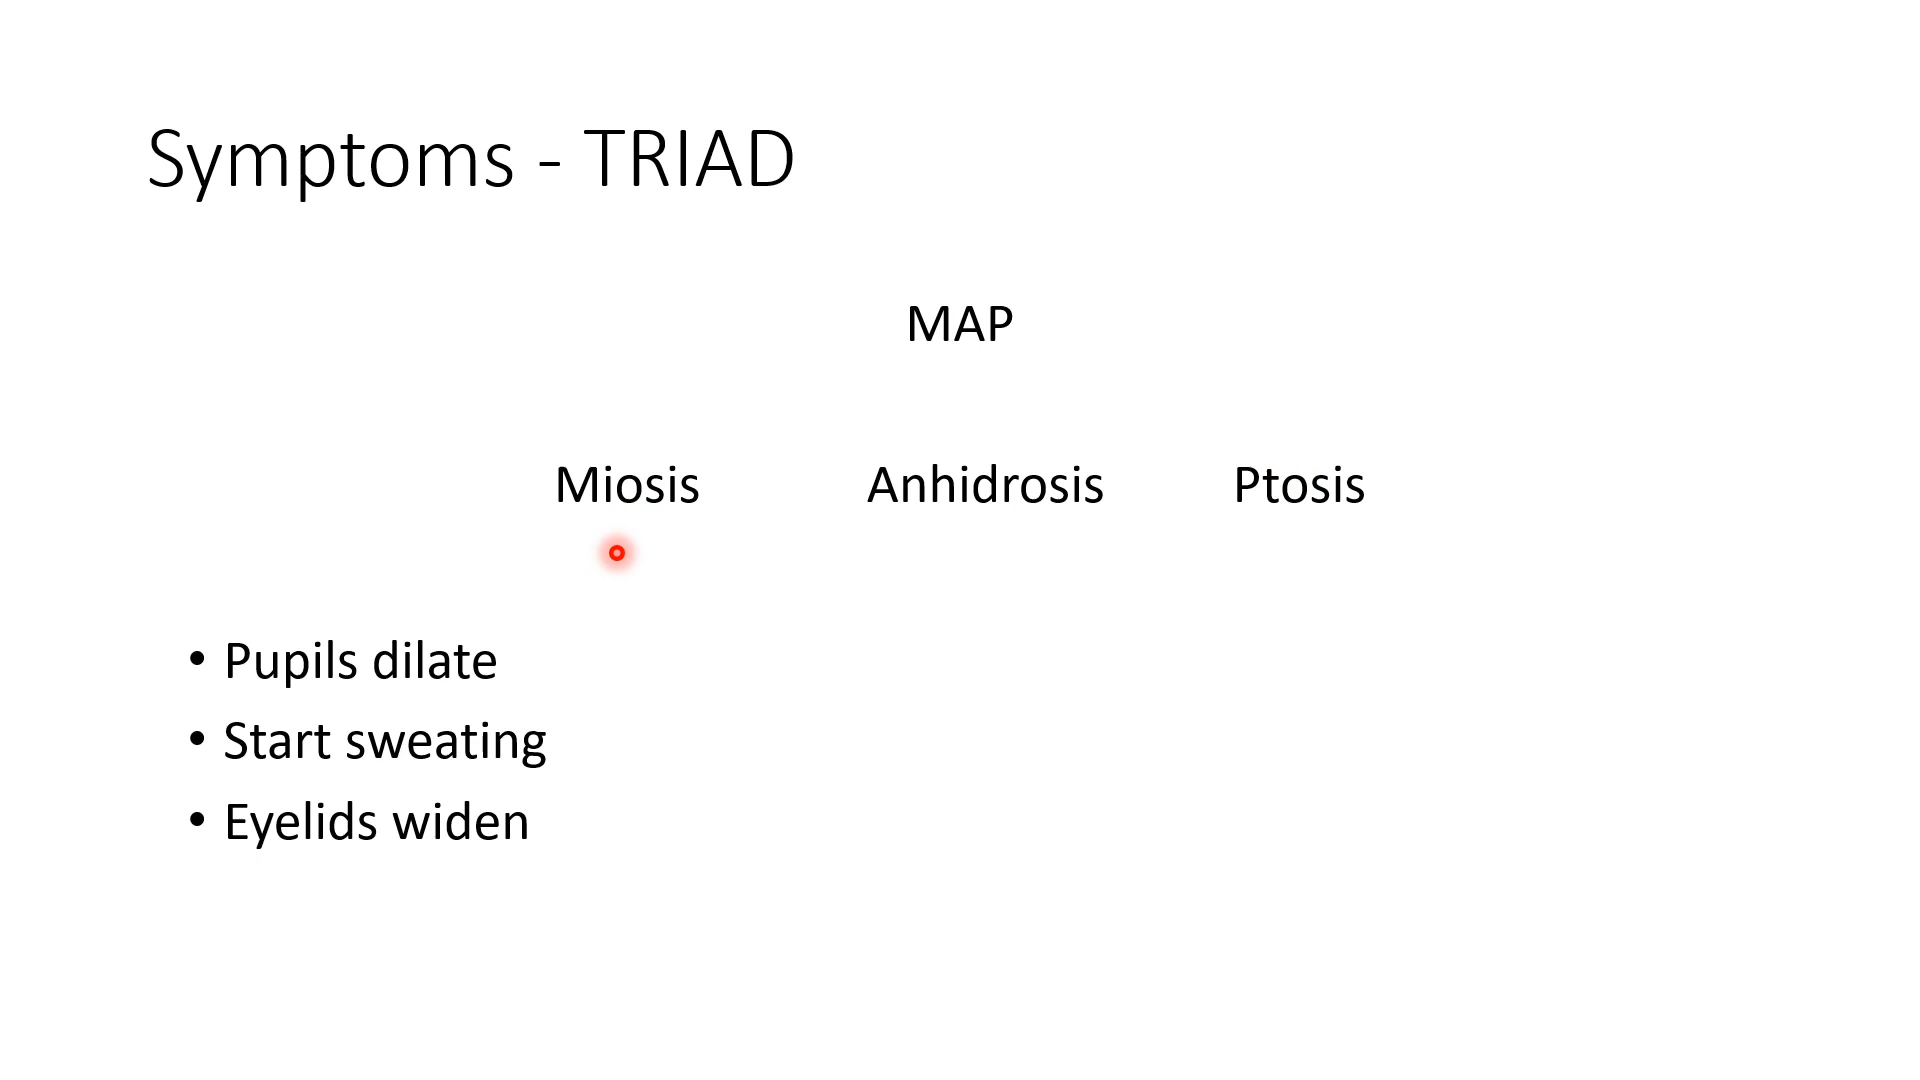 Symptoms - TRIAD
MAP
Miosis Anhidrosis Ptosis
• Pupils dilate
• Start sweating
• Eyelids widen